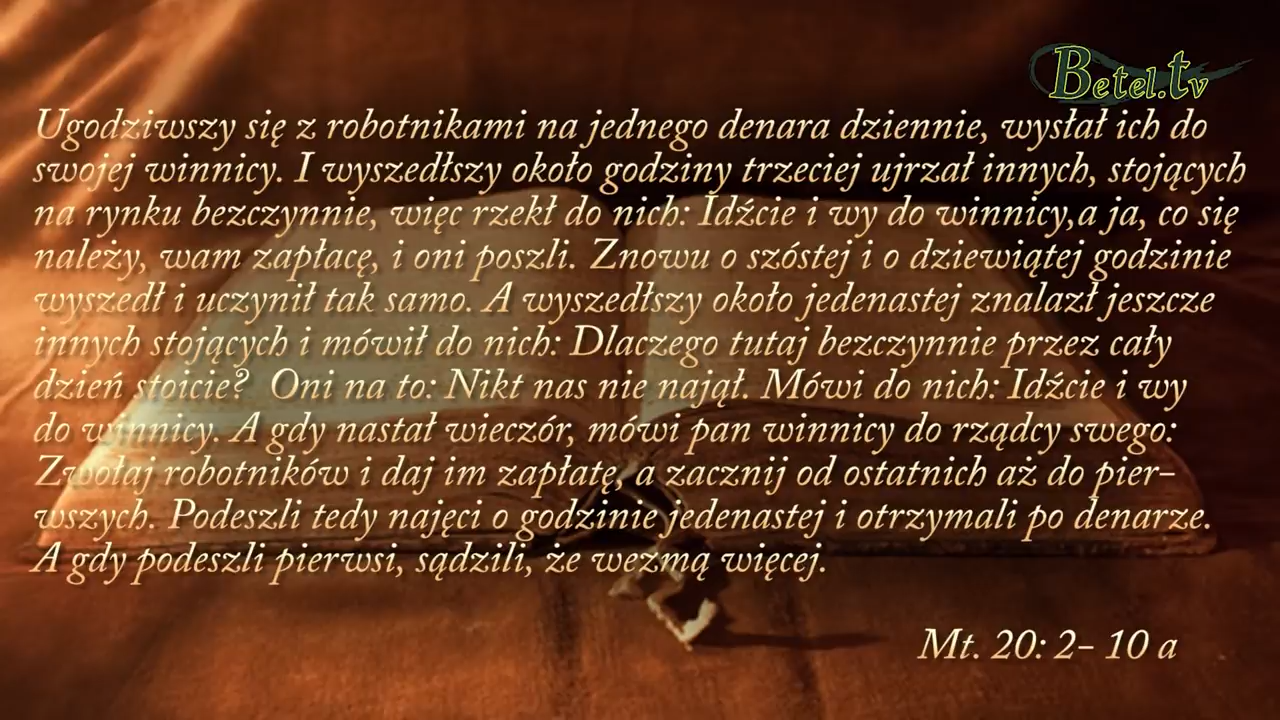 Betel.tv
Ugodziwszy się z robotnikami na jednego denara dziennie, wysłał ich do
swojej winnicy. I wyszedłszy około godziny trzeciej ujrzał innych, stojących
na rynku bezczynnie, więc rzekł do nich: Idźcie i wy do winnicy,a ja, co się
należy, wam zapłacę, i oni poszli. Znowu o szóstej i o dziewiątej godzinie
wyszedł i uczynił tak samo. A wyszedłszy około jedenastej znalazł jeszcze
innych stojących i mówił do nich: Dlaczego tutaj bezczynnie przez cały
dzień stoicie?  Oni na to: Nikt nas nie najął. Mówi do nich: Idźcie i wy
do winnicy. A gdy nastał wieczór, mówi pan winnicy do rządcy swego:
Zwołaj robotników i daj im zapłatę, a zacznij od ostatnich aż do pier-
wszych. Podeszli tedy najęci o godzinie jedenastej i otrzymali po denarze.
A gdy podeszli pierwsi, sądzili, że wezmą więcej.
Mt. 20: 2- 10 a